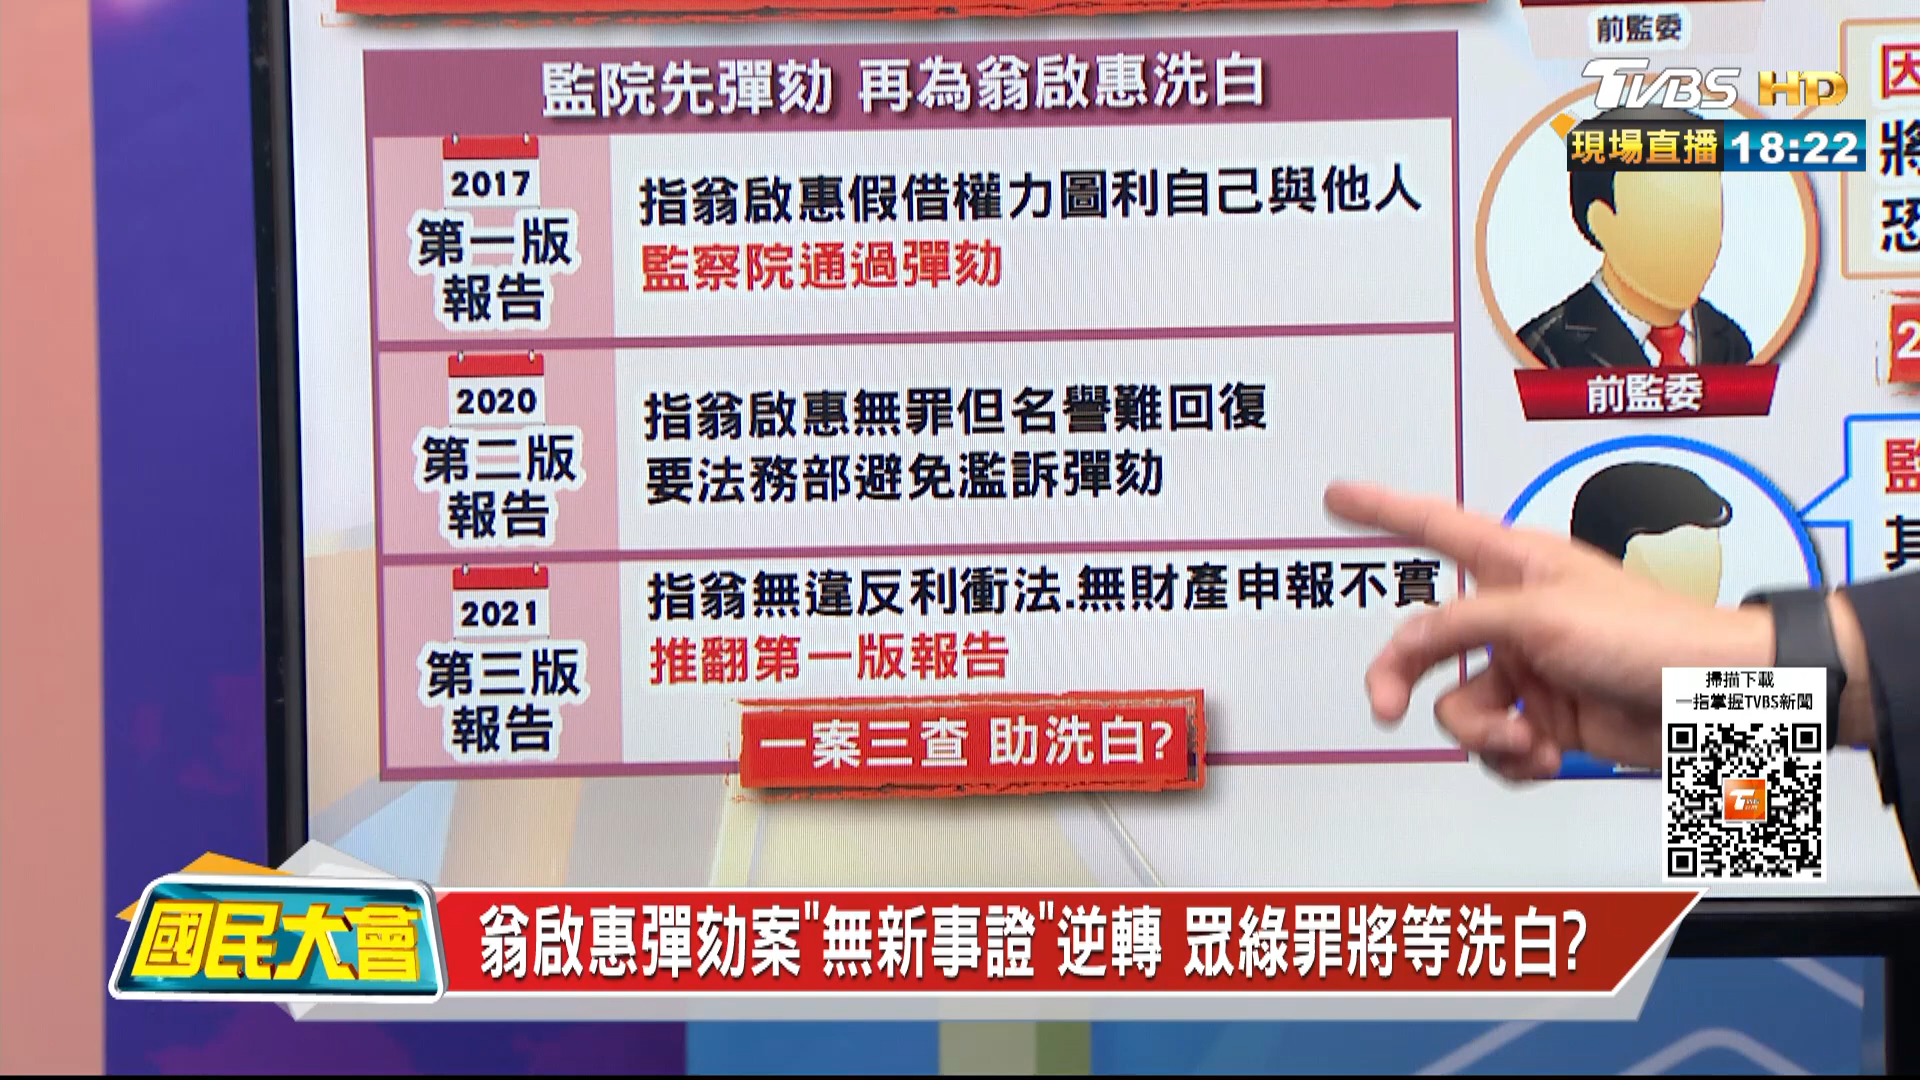 監院先彈劾 再為翁啟惠洗白
2017
第一版
報告
指翁啟惠假借權力圖利自己與他人
監察院通過彈劾
2020
第二版
報告
指翁啟惠無罪但名譽難回復
要法務部避免濫訴彈劾
2021
第三版
報告
指翁無違反利衝法.無財產申報不實
推翻第一版報告
一案三查 助洗白?
前監委
TVBS HD
現場直播 18:22
前監委
因
將
恐
2
監
其
掃描下載
一指掌握TVBS新聞
國民大會
翁啟惠彈劾案"無新事證"逆轉 眾綠罪將等洗白?